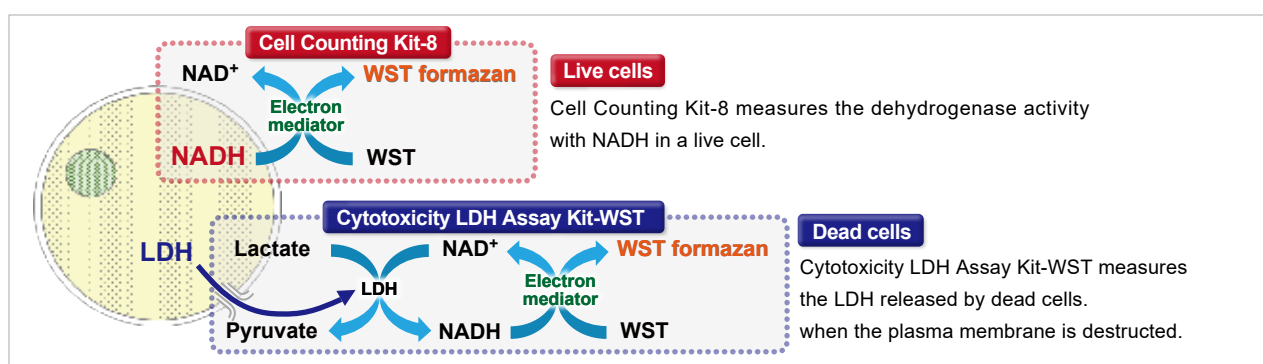 Cell Counting Kit-8
NAD+
WST formazan
Electron
mediator
NADH
WST
Live cells
Cell Counting Kit-8 measures the dehydrogenase activity
with NADH in a live cell.
Cytotoxicity LDH Assay Kit-WST
LDH
Lactate
NAD+
WST formazan
LDH
Electron
mediator
Pyruvate
NADH
WST
Dead cells
Cytotoxicity LDH Assay Kit-WST measures
the LDH released by dead cells.
when the plasma membrane is destructed.